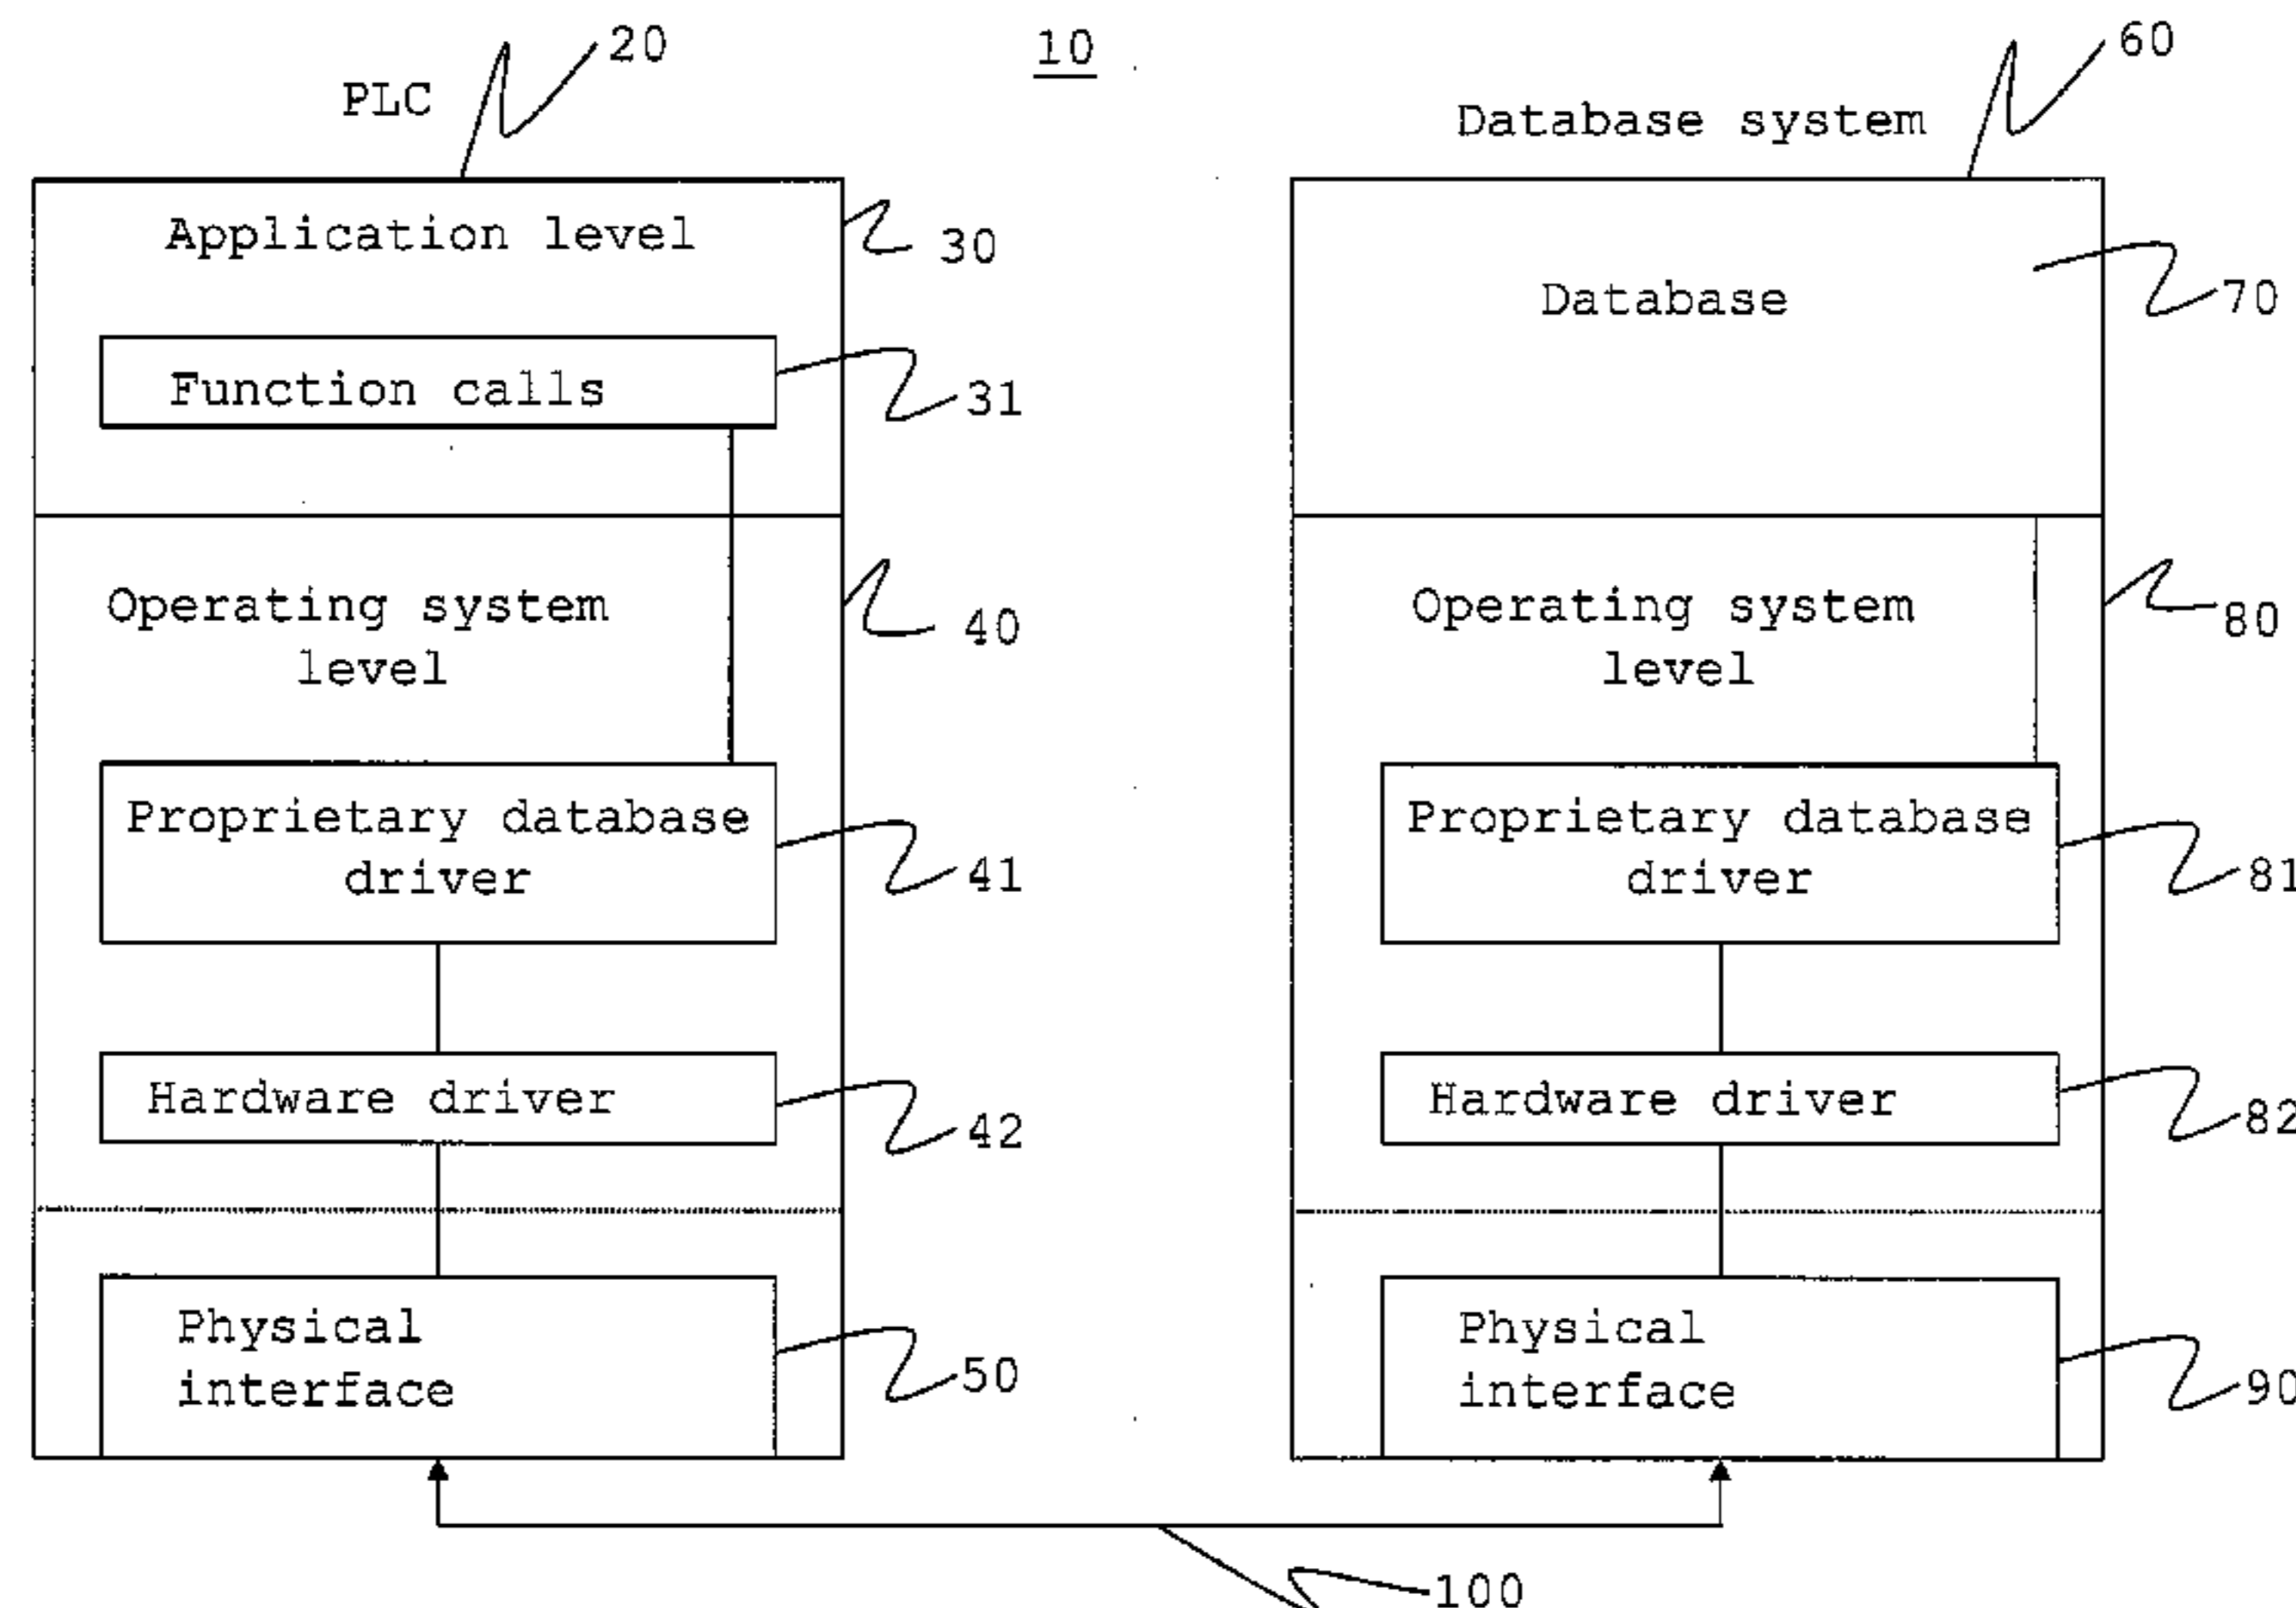 10
PLC
20
Application level
30
Function calls
31
Operating system
level
40
Proprietary database
driver
41
Hardware driver
42
Physical
interface
50
Database system
60
Database
70
Operating system
level
80
Proprietary database
driver
81
Hardware driver
82
Physical
interface
90
100